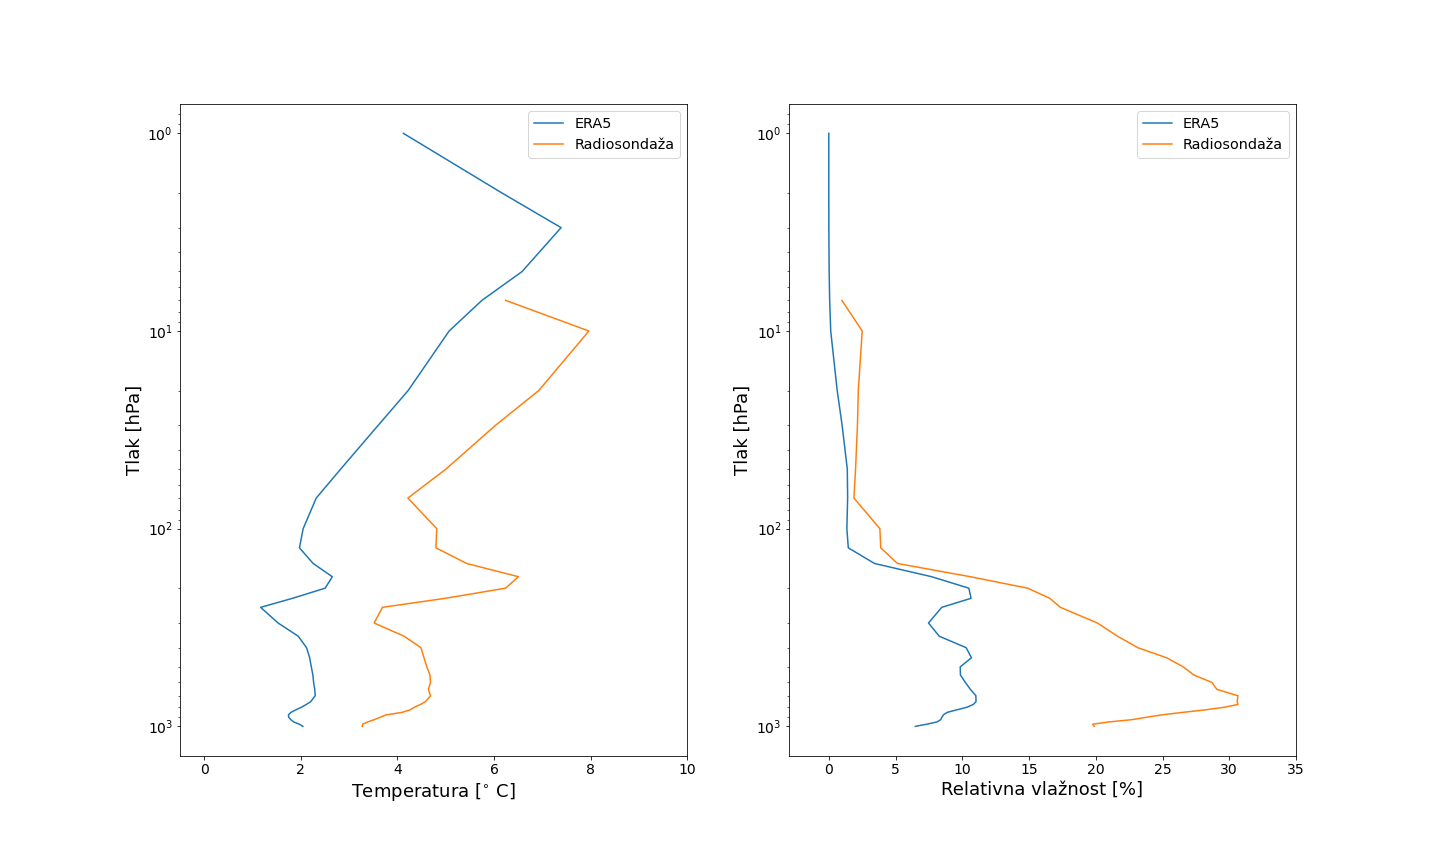 ERA5
Radiosondaža
10⁰
10¹
10²
10³
Tlak [hPa]
0 2 4 6 8 10
Temperatura [° C]
ERA5
Radiosondaža
10⁰
10¹
10²
10³
Tlak [hPa]
0 5 10 15 20 25 30 35
Relativna vlažnost [%]